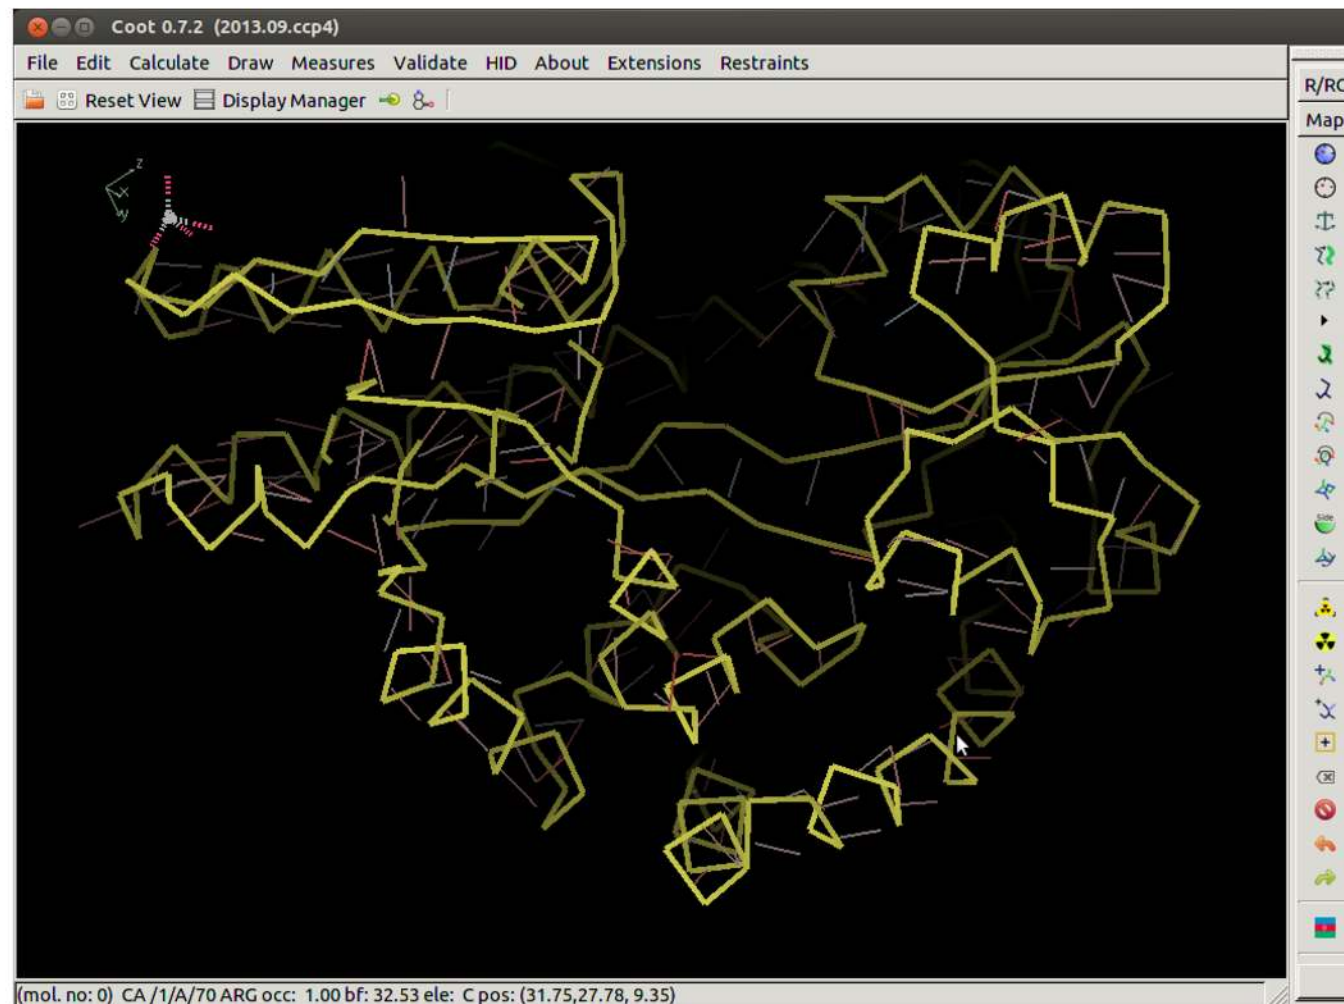 Coot 0.7.2 (2013.09.ccp4)
File Edit Calculate Draw Measures Validate HID About Extensions Restraints
Reset View Display Manager
R/RC
Map
z
x
y
Side
(mol. no: 0) CA /1/A/70 ARG occ: 1.00 bf: 32.53 ele: C pos: (31.75,27.78, 9.35)